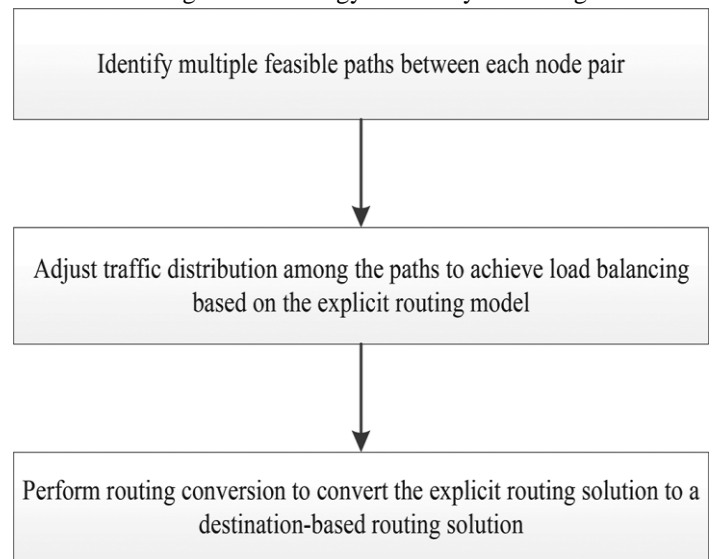 Identify multiple feasible paths between each node pair
Adjust traffic distribution among the paths to achieve load balancing
based on the explicit routing model
Perform routing conversion to convert the explicit routing solution to a
destination-based routing solution